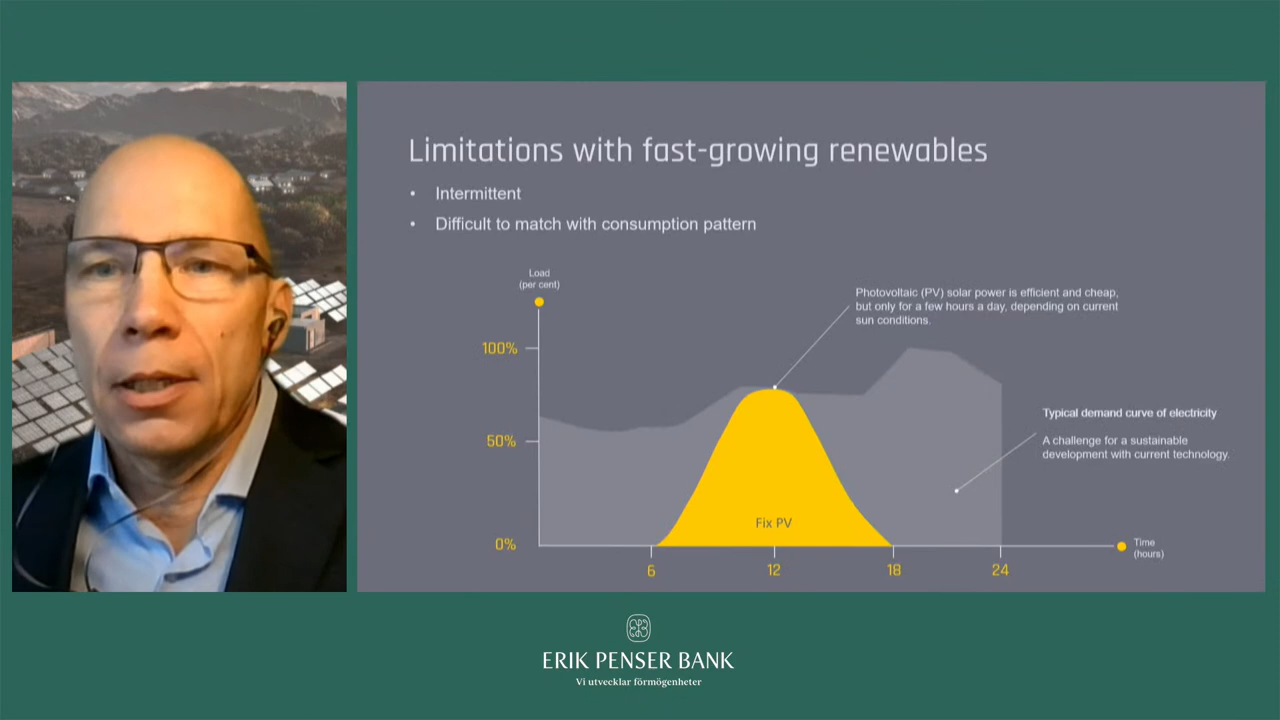 Limitations with fast-growing renewables
• Intermittent
• Difficult to match with consumption pattern
Load
(per cent)
100%
50%
0%
Photovoltaic (PV) solar power is efficient and cheap,
but only for a few hours a day, depending on current
sun conditions.
Typical demand curve of electricity
A challenge for a sustainable
development with current technology.
Fix PV
Time
(hours)
6
12
18
24
ERIK PENSER BANK
Vi utvecklar förmögenheter